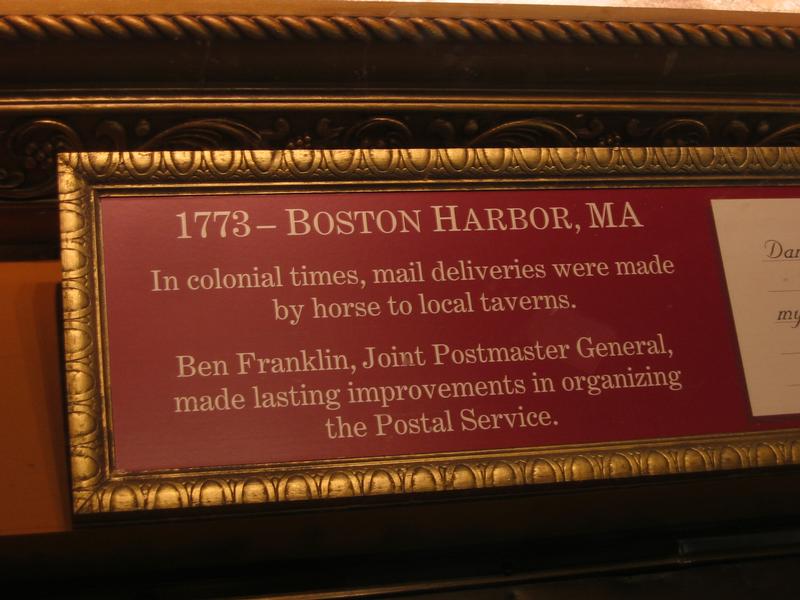 1773 – BOSTON HARBOR, MA
In colonial times, mail deliveries were made
by horse to local taverns.
Ben Franklin, Joint Postmaster General,
made lasting improvements in organizing
the Postal Service.
my